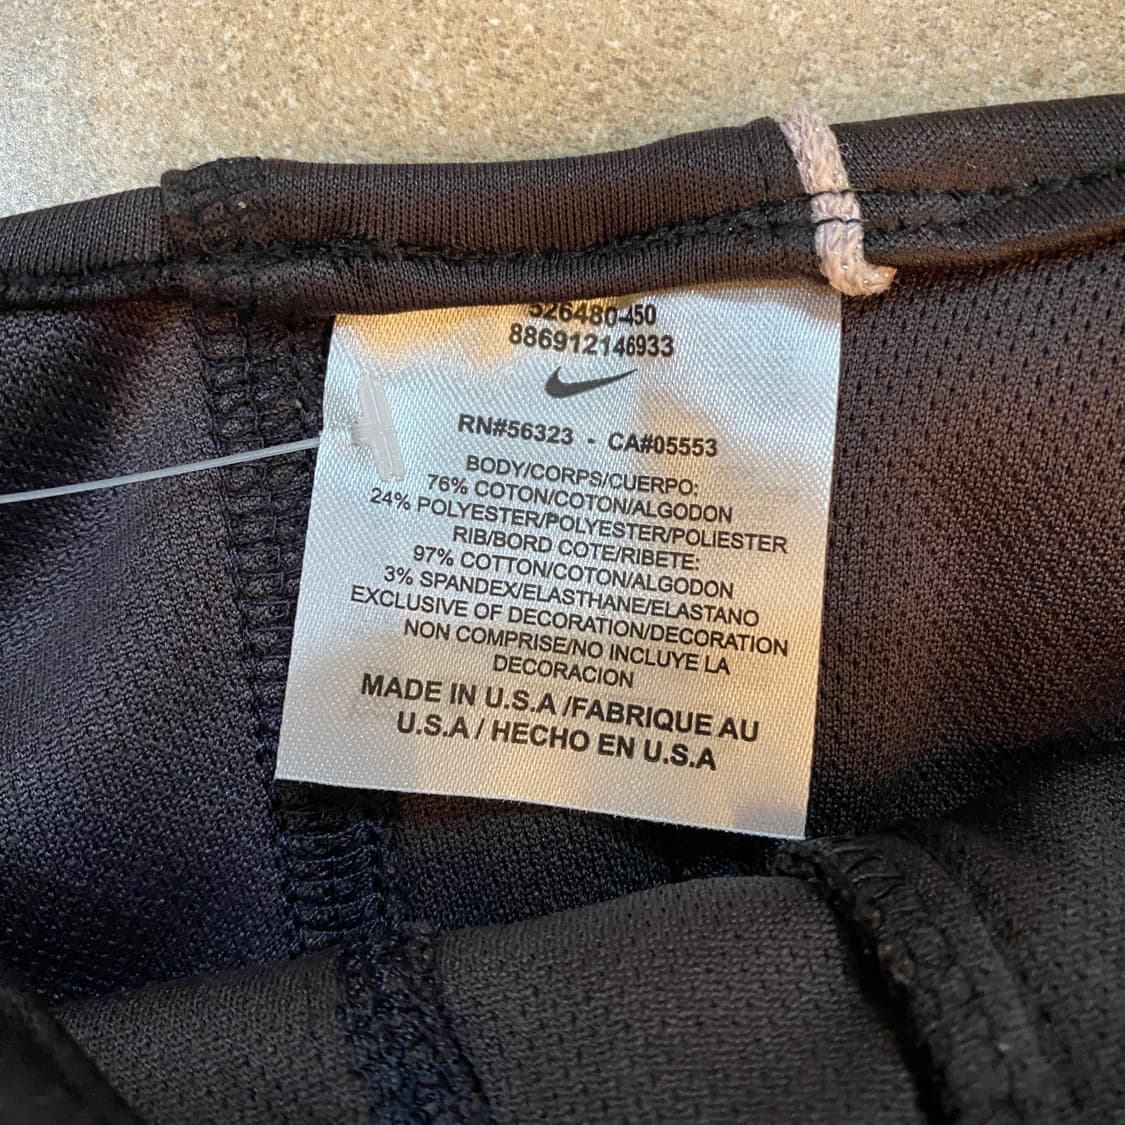 526480-450
886912146933
RN#56323 - CA#05553
BODY/CORPS/CUERPO:
76% COTON/COTON/ALGODON
24% POLYESTER/POLYESTER/POLIESTER
RIB/BORD COTE/RIBETE:
97% COTTON/COTON/ALGODON
3% SPANDEX/ELASTHANE/ELASTANO
EXCLUSIVE OF DECORATION/DECORATION
NON COMPRISE/NO INCLUYE LA
DECORACION
MADE IN U.S.A /FABRIQUE AU
U.S.A / HECHO EN U.S.A